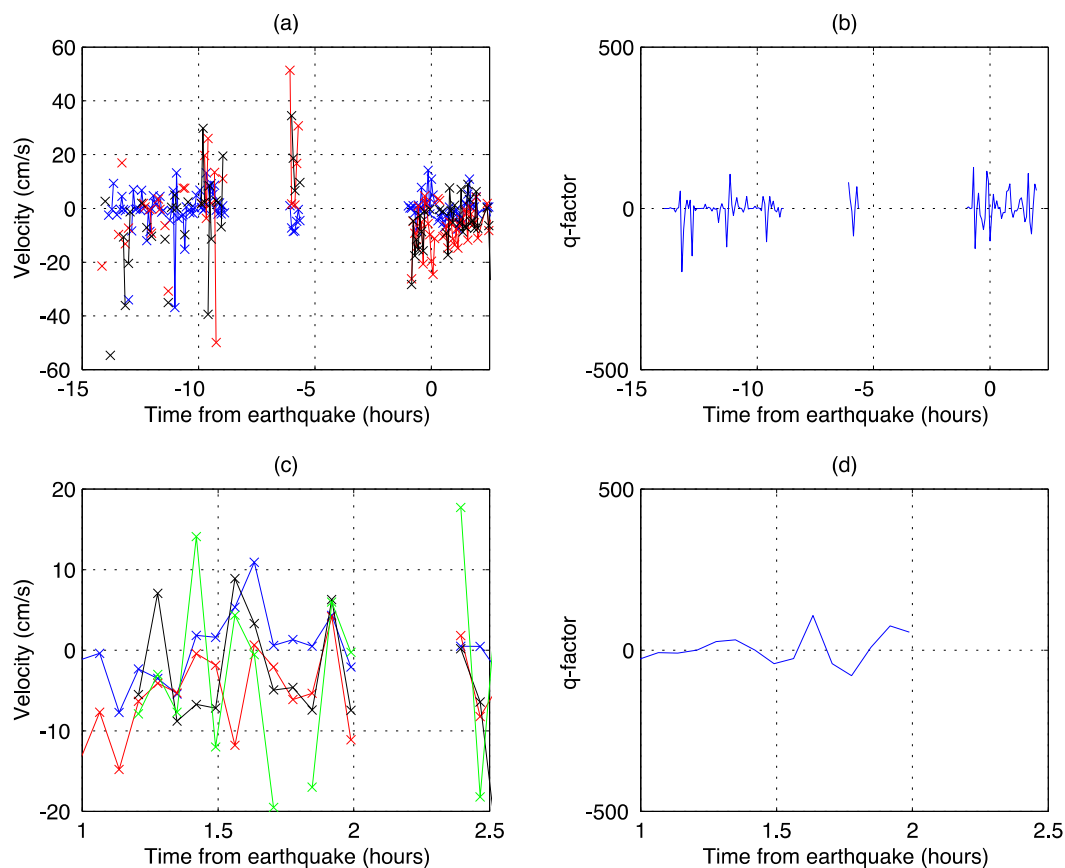 (a)
60
40
20
0
-20
-40
-60
Velocity (cm/s)
-15 -10 -5 0
Time from earthquake (hours)
(b)
500
0
-500
q-factor
-15 -10 -5 0
Time from earthquake (hours)
(c)
20
10
0
-10
-20
Velocity (cm/s)
1 1.5 2 2.5
Time from earthquake (hours)
(d)
500
0
-500
q-factor
1 1.5 2 2.5
Time from earthquake (hours)